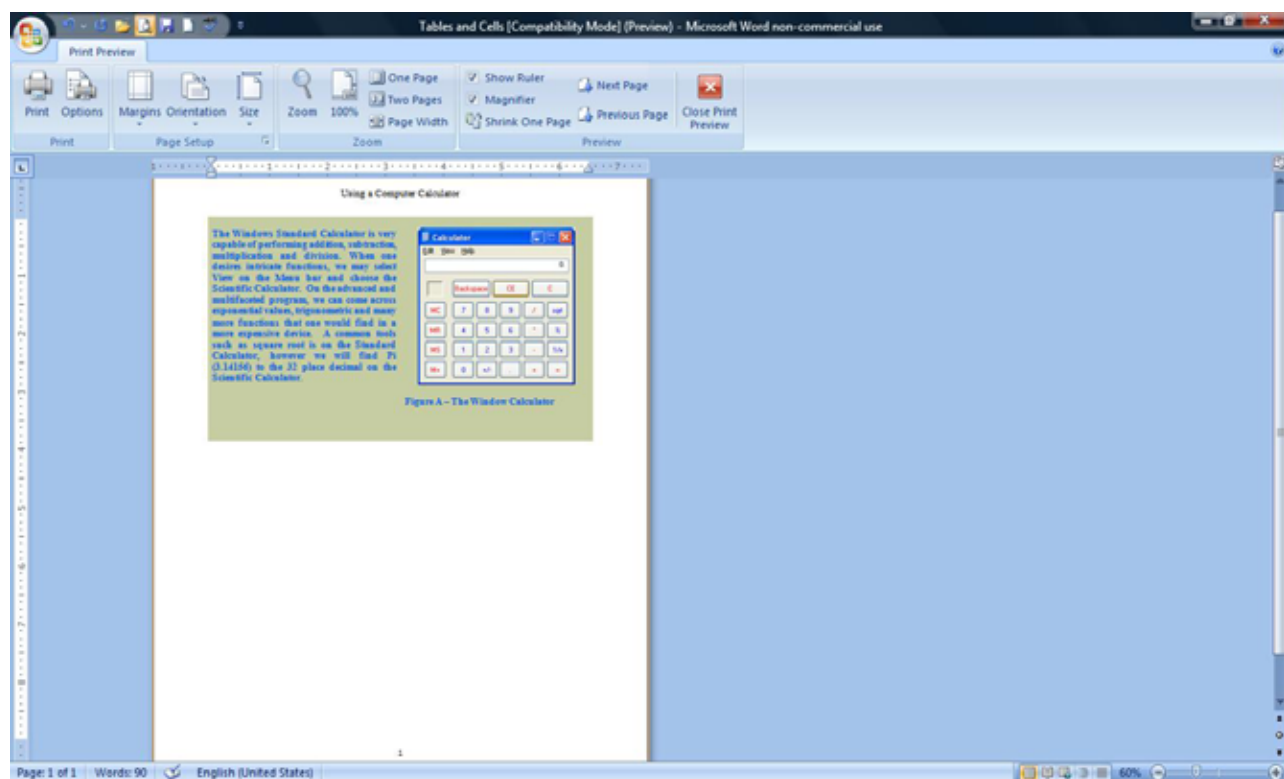 Tables and Cells [Compatibility Mode] (Preview) - Microsoft Word non-commercial use
Print Preview
Print
Options
Margins
Orientation
Size
Zoom
100%
One Page
Two Pages
Page Width
Show Ruler
Magnifier
Shrink One Page
Next Page
Previous Page
Close Print
Preview
Print
Page Setup
Zoom
Preview
Using a Computer Calculator
The Windows Standard Calculator is very
capable of performing addition, subtraction,
multiplication and division. When one
desires intricate functions, we may select
View on the Menu bar and choose the
Scientific Calculator. On the advanced and
multifaceted program, we can come across
exponential values, trigonometric and many
more functions that one would find in a
more expensive device. A common tools
such as square root is on the Standard
Calculator, however we will find Pi
(3.14156) to the 32 place decimal on the
Scientific Calculator.
Calculator
Edit View Help
0.
Backspace CE C
MC 7 8 9 / sqrt
MR 4 5 6 * %
MS 1 2 3 - 1/x
M+ 0 +/- . + =
Figure A – The Window Calculator
1
Page: 1 of 1 Words: 90 English (United States) 60%